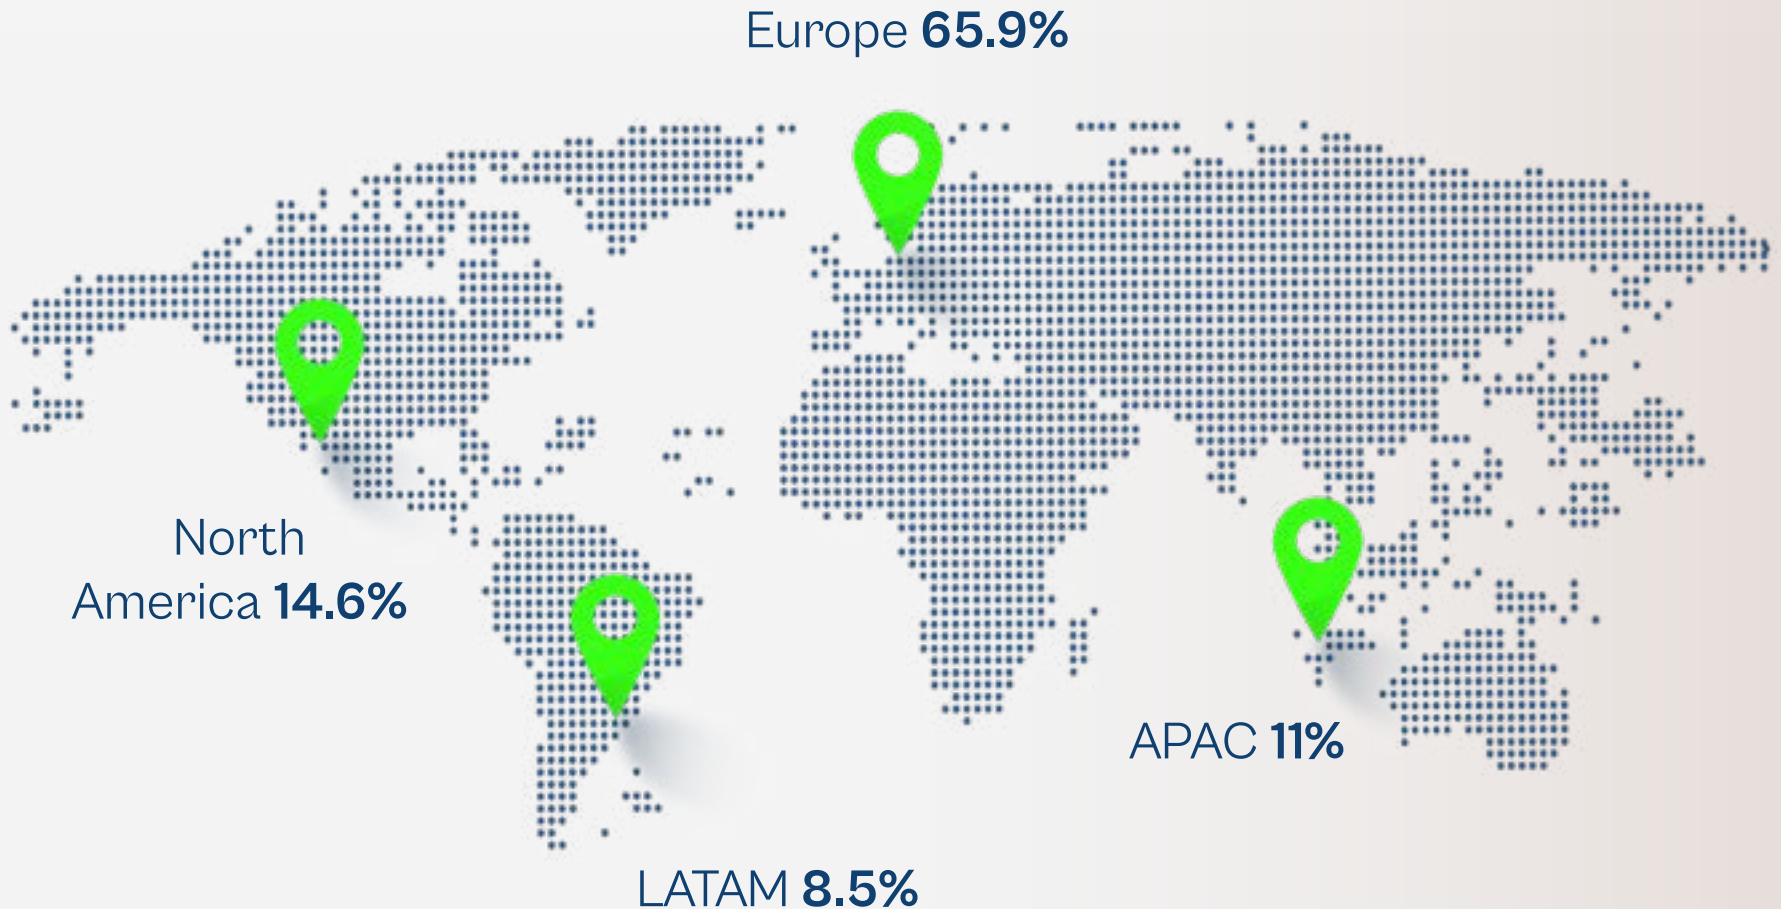 Europe 65.9%
North
America 14.6%
APAC 11%
LATAM 8.5%